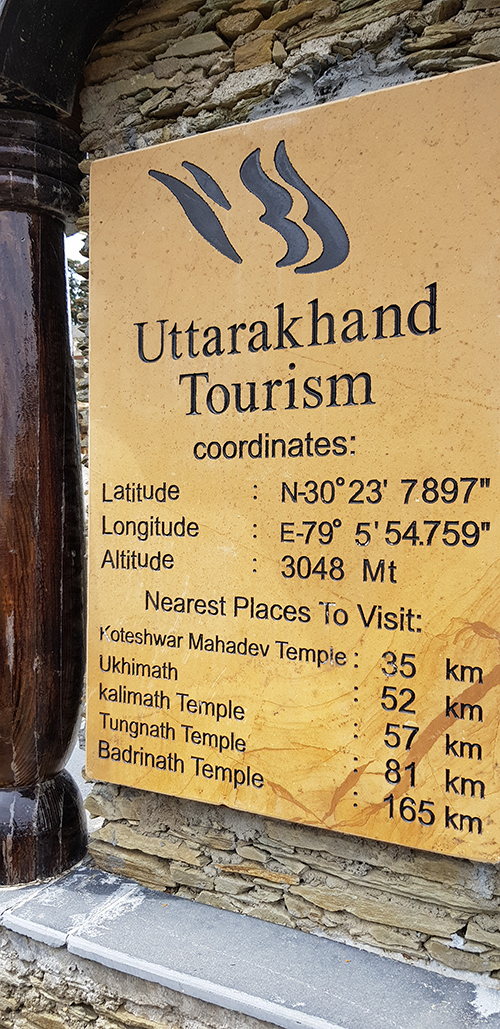 Uttarakhand
Tourism
coordinates:
Latitude : N-30°23' 7.897"
Longitude : E-79° 5'54.759"
Altitude : 3048 Mt
Nearest Places To Visit:
Koteshwar Mahadev Temple : 35 km
Ukhimath : 52 km
kalimath Temple : 57 km
Tungnath Temple : 81 km
Badrinath Temple : 165 km